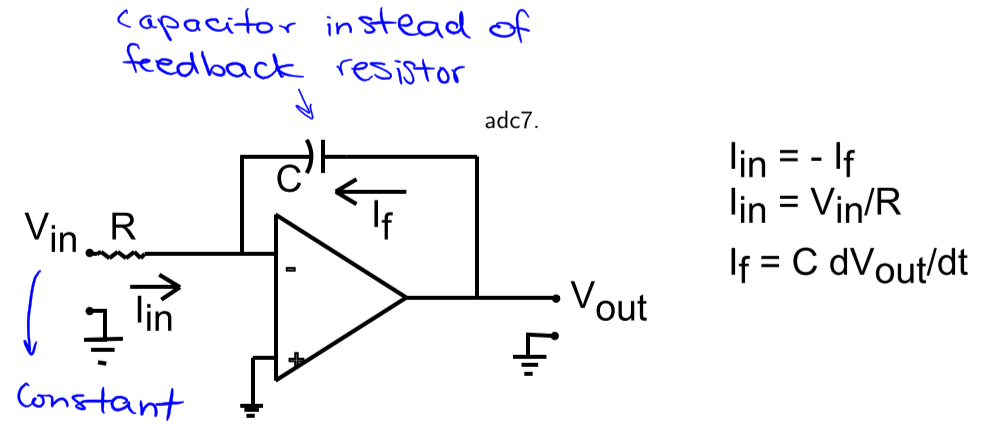 capacitor instead of
feedback resistor
adc7.
C
If
Vin
R
Iin
-
+
Vout
constant
Iin = - If
Iin = Vin/R
If = C dVout/dt